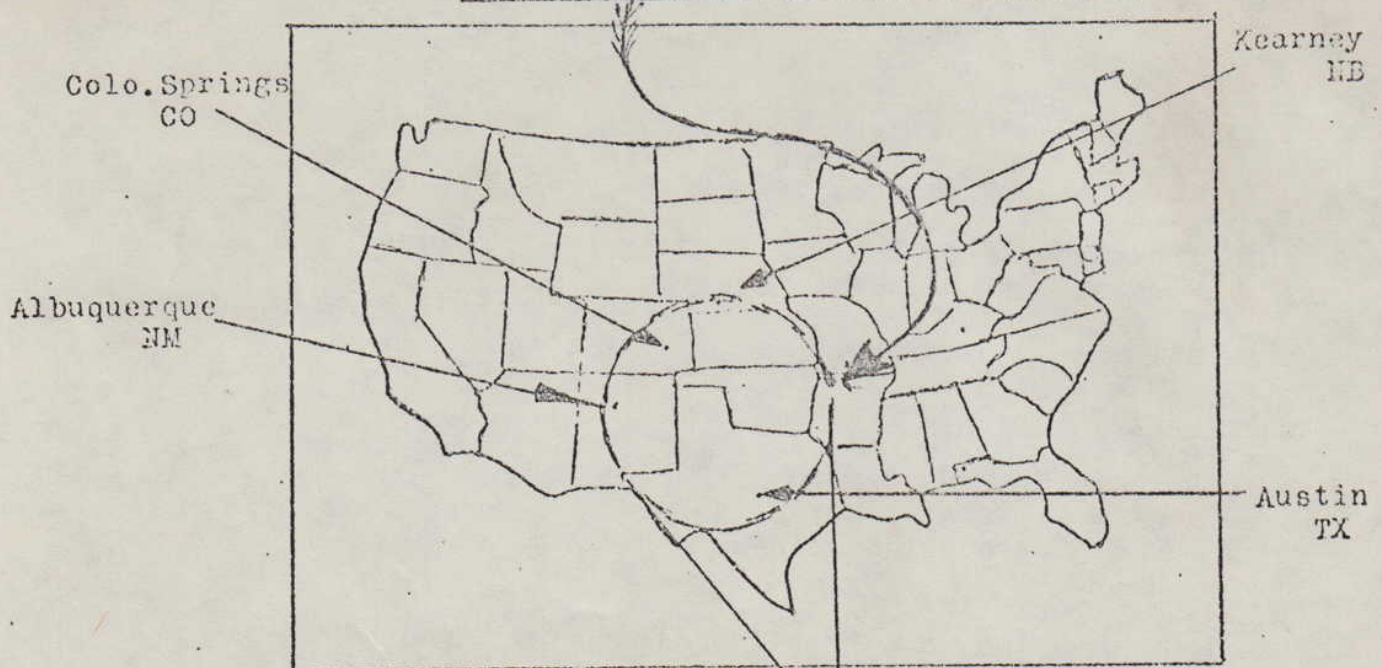 Kearney
NB
Colo.Springs
CO
Albuquerque
NM
Austin
TX